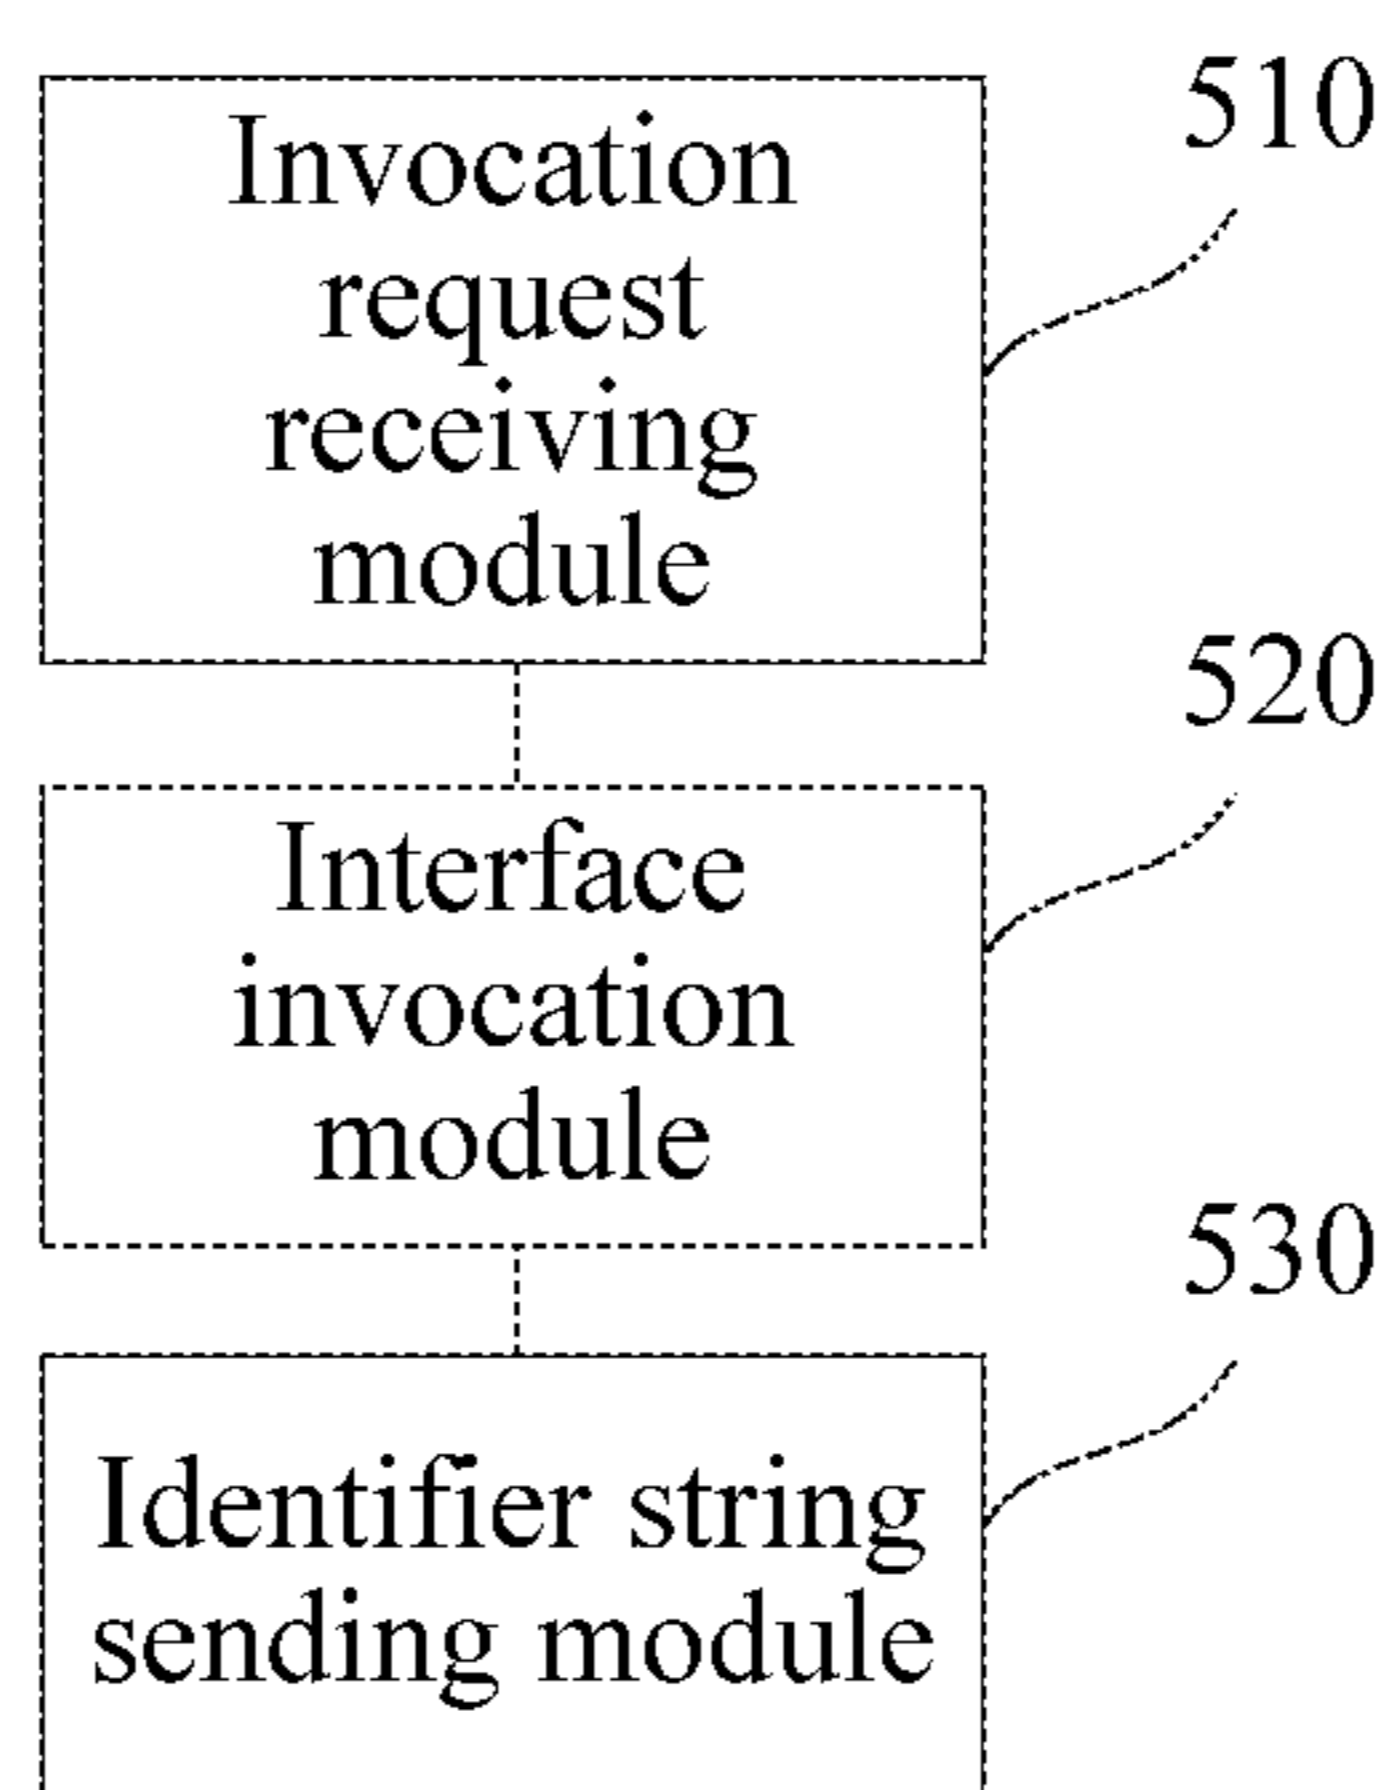 510
Invocation
request
receiving
module
520
Interface
invocation
module
530
Identifier string
sending module